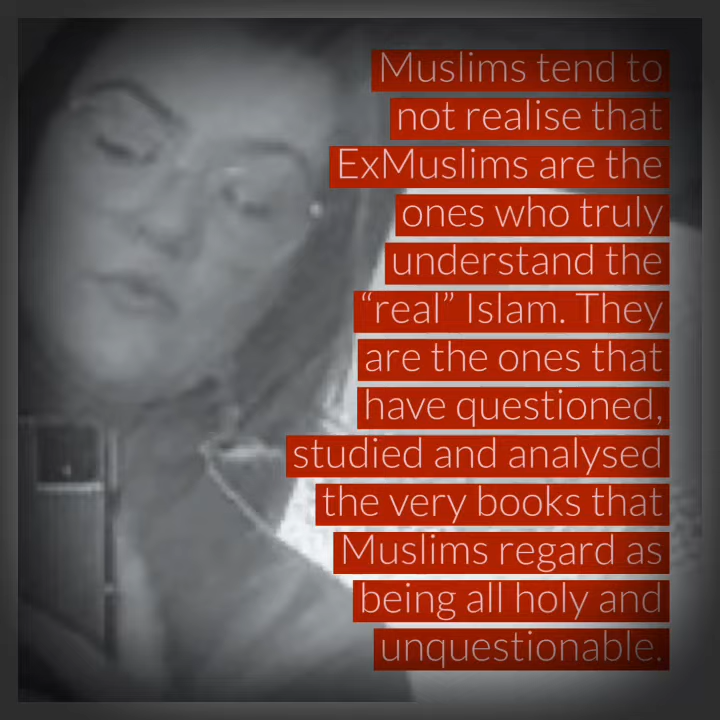 Muslims tend to
not realise that
ExMuslims are the
ones who truly
understand the
“real” Islam. They
are the ones that
have questioned,
studied and analysed
the very books that
Muslims regard as
being all holy and
unquestionable.